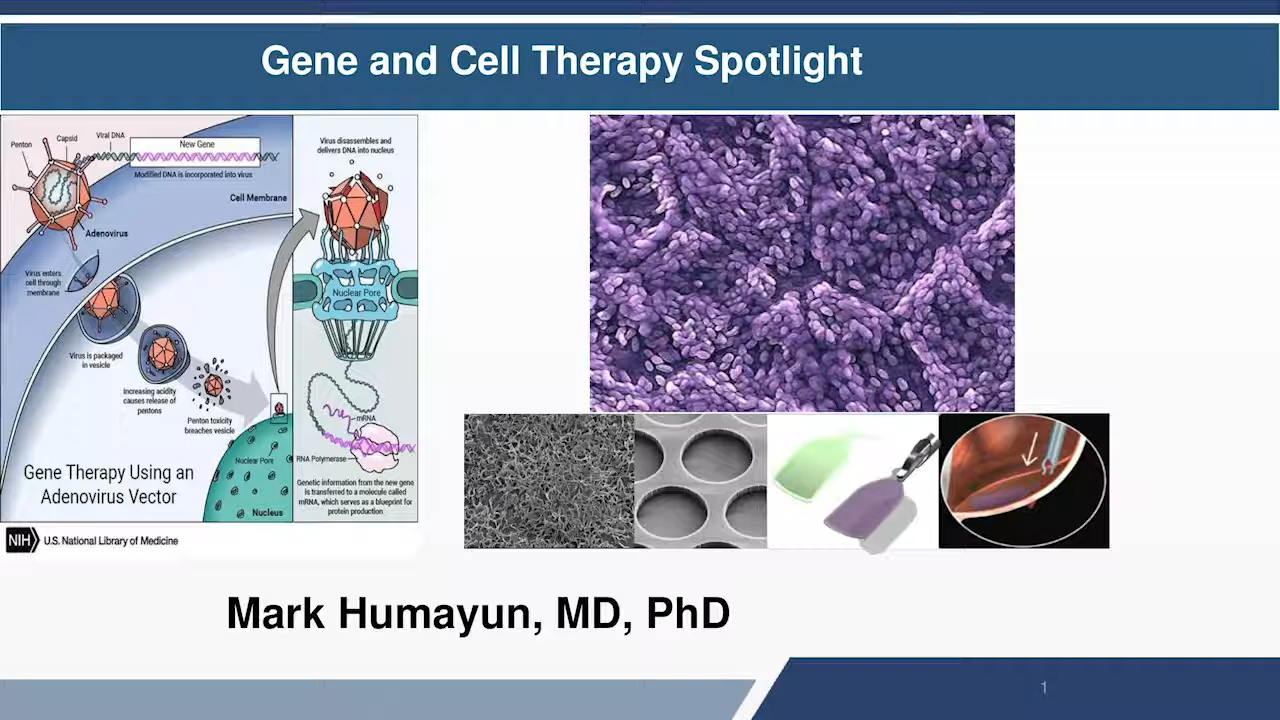 Gene and Cell Therapy Spotlight
Penton
Capsid
Viral DNA
New Gene
Modified DNA is incorporated into virus
Cell Membrane
Adenovirus
Virus enters
cell through
membrane
Virus is packaged
in vesicle
Increasing acidity
causes release of
pentons
Penton toxicity
breaches vesicle
Nuclear Pore
Nucleus
Gene Therapy Using an
Adenovirus Vector
Virus disassembles and
delivers DNA into nucleus
Nuclear Pore
mRNA
RNA Polymerase
Genetic information from the new gene
is transferred to a molecule called
mRNA, which serves as a blueprint for
protein production
NIH U.S. National Library of Medicine
Mark Humayun, MD, PhD
1